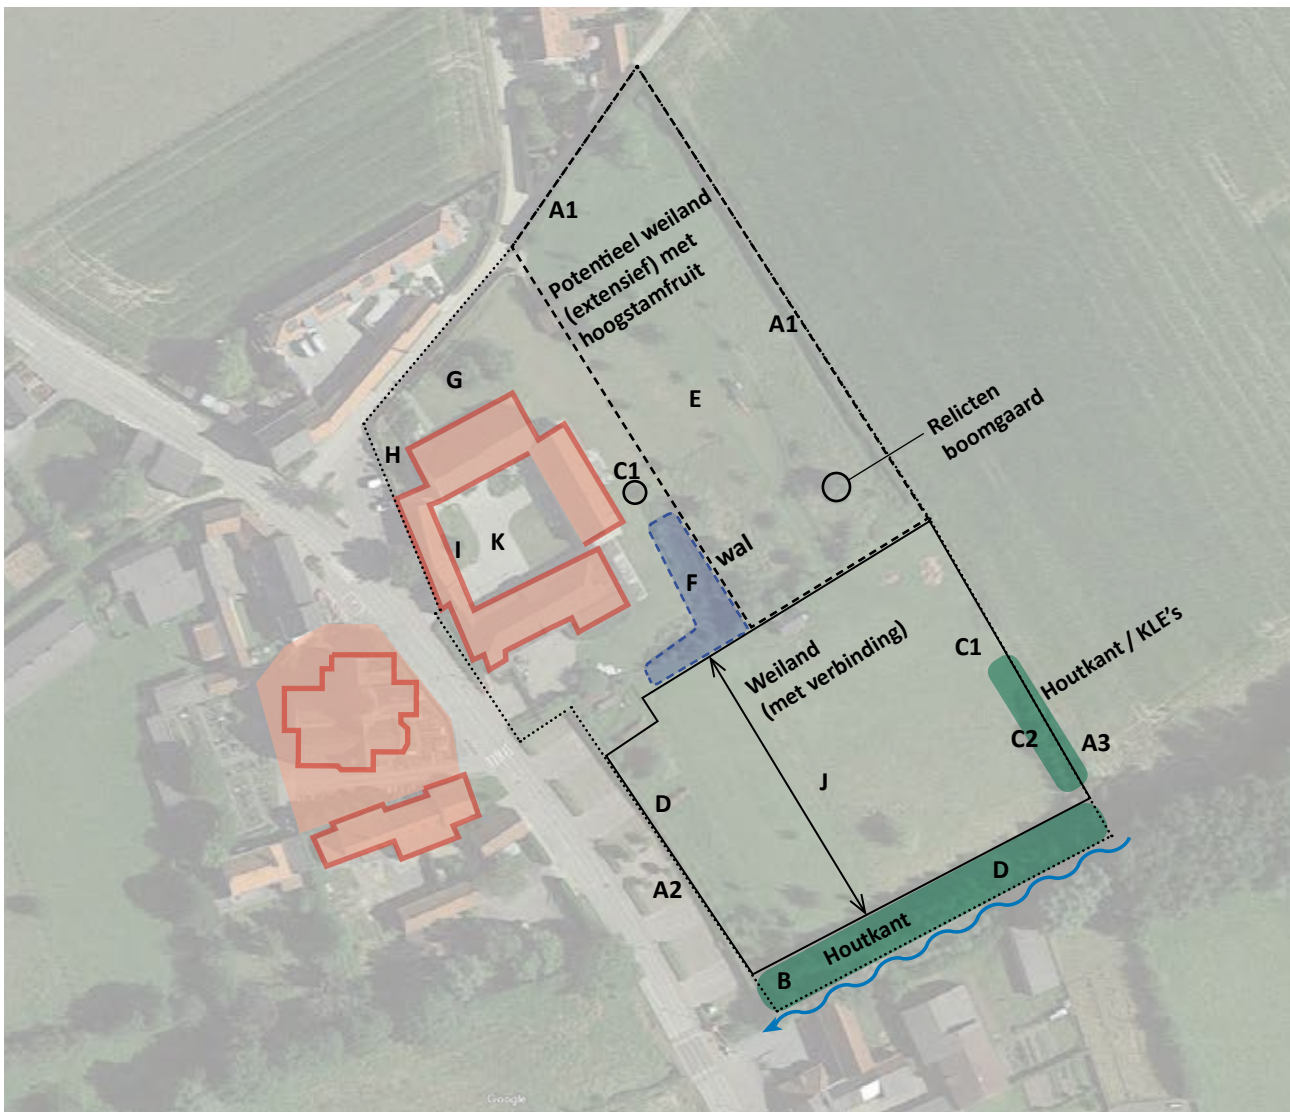 A1
Potentieel weiland
(extensief) met
hoogstamfruit
A1
G
E
Relicten
boomgaard
H
C1
I
K
wal
F
Weiland
(met verbinding)
C1
Houtkant / KLE's
C2
A3
J
D
A2
D
Houtkant
B
Google